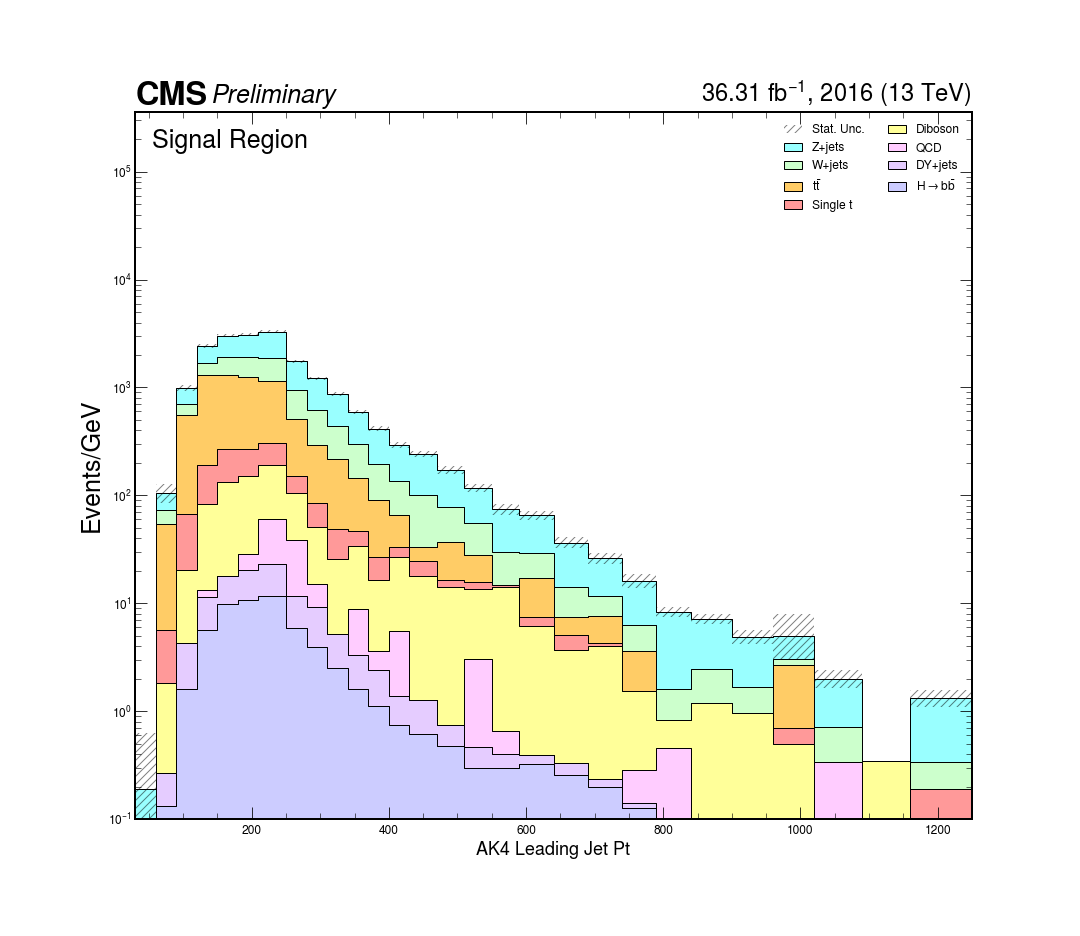 CMS Preliminary 36.31 fb⁻¹, 2016 (13 TeV)
Signal Region
Stat. Unc.
Z+jets
W+jets
tt̄
Single t
Diboson
QCD
DY+jets
H→bb̄
Events/GeV
10⁵
10⁴
10³
10²
10¹
10⁰
10⁻¹
200 400 600 800 1000 1200
AK4 Leading Jet Pt